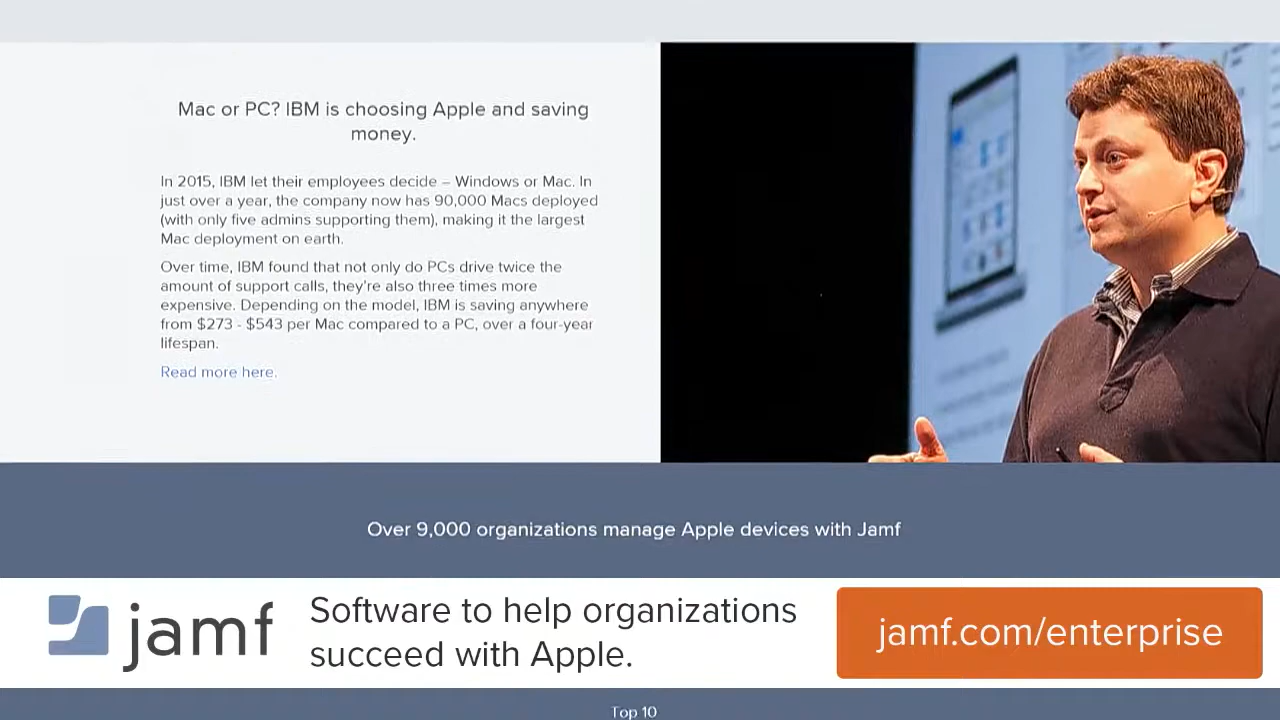 Mac or PC? IBM is choosing Apple and saving
money.
In 2015, IBM let their employees decide – Windows or Mac. In
just over a year, the company now has 90,000 Macs deployed
(with only five admins supporting them), making it the largest
Mac deployment on earth.
Over time, IBM found that not only do PCs drive twice the
amount of support calls, they're also three times more
expensive. Depending on the model, IBM is saving anywhere
from $273 - $543 per Mac compared to a PC, over a four-year
lifespan.
Read more here.
Over 9,000 organizations manage Apple devices with Jamf
jamf
Software to help organizations
succeed with Apple.
jamf.com/enterprise
Top 10